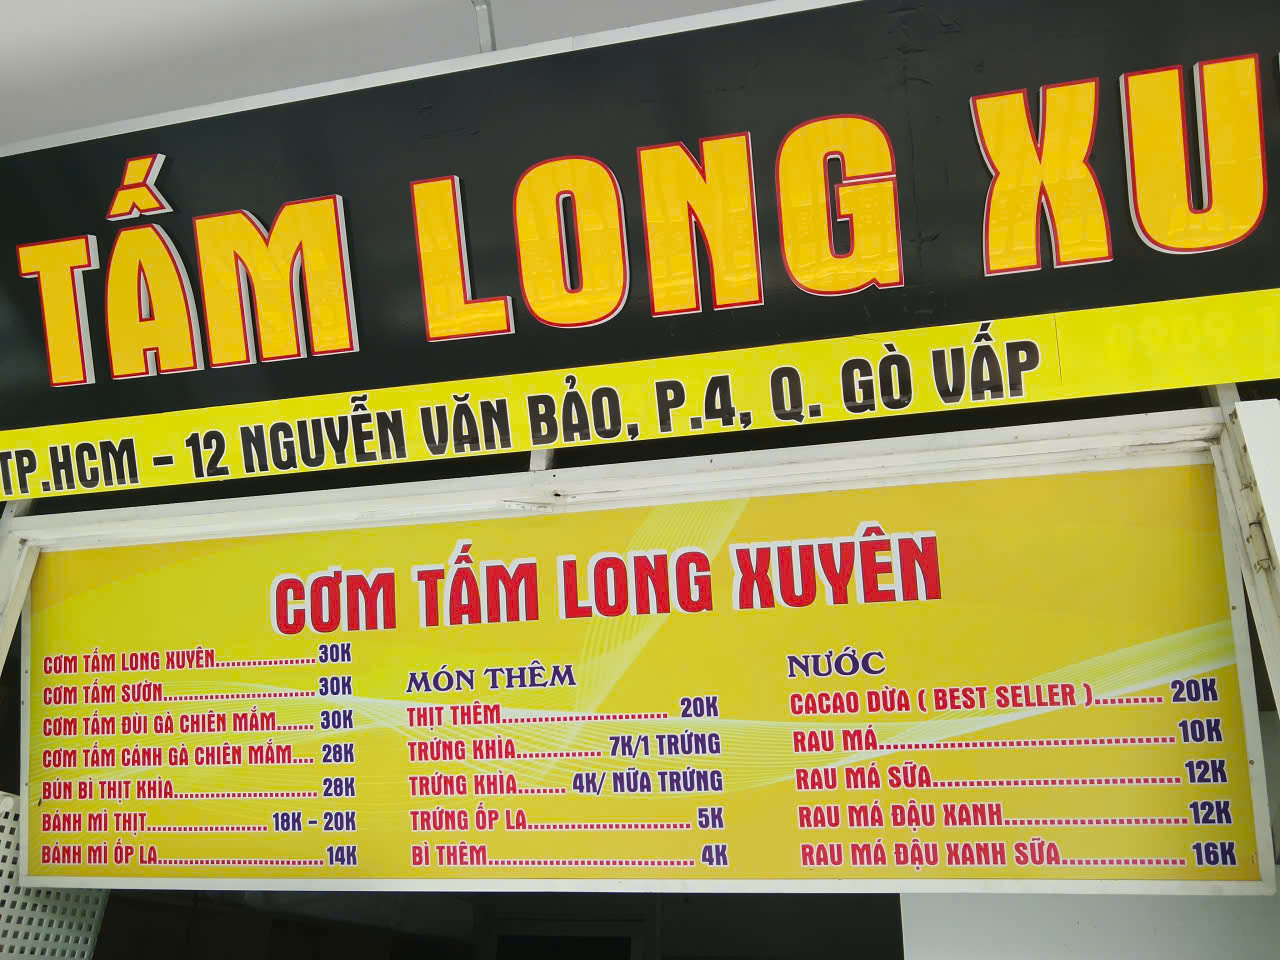 TẤM LONG XU
TP.HCM - 12 NGUYỄN VĂN BẢO, P.4, Q. GÒ VẤP
CƠM TẤM LONG XUYÊN
CƠM TẤM LONG XUYÊN..................30K
CƠM TẤM SƯỜN...........................30K
CƠM TẤM ĐÙI GÀ CHIÊN MẮM.......30K
CƠM TẤM CÁNH GÀ CHIÊN MẮM.... 28K
BÚN BÌ THỊT KHÌA.......................... 28K
BÁNH MÌ THỊT...................... 18K - 20K
BÁNH MÌ ỐP LA..............................14K
MÓN THÊM
THỊT THÊM............................ 20K
TRỨNG KHÌA.............. 7K/1 TRỨNG
TRỨNG KHÌA........ 4K/ NỮA TRỨNG
TRỨNG ỐP LA........................... 5K
BÌ THÊM.................................. 4K
NƯỚC
CACAO DỪA ( BEST SELLER ).......... 20K
RAU MÁ...........................................10K
RAU MÁ SỮA.................................... 12K
RAU MÁ ĐẬU XANH..........................12K
RAU MÁ ĐẬU XANH SỮA.................. 16K